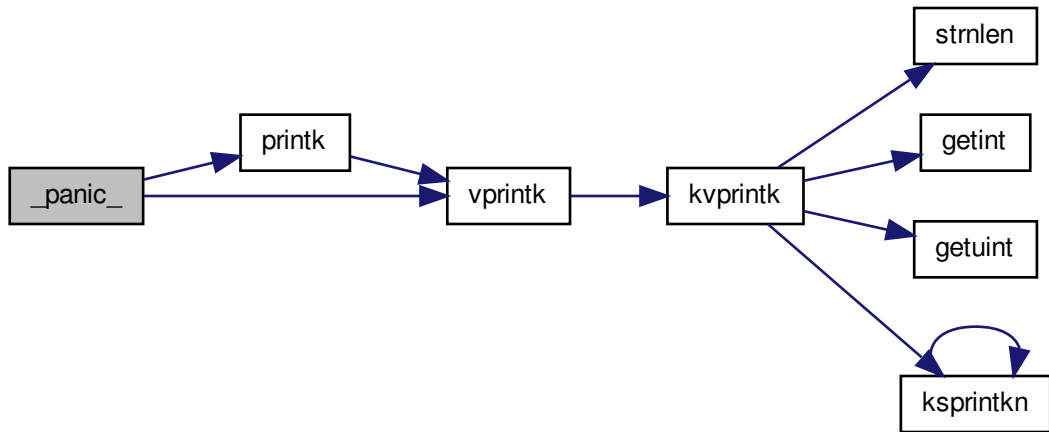 strnlen
printk
getint
_panic_
vprintk
kvprintk
getuint
ksprintkn